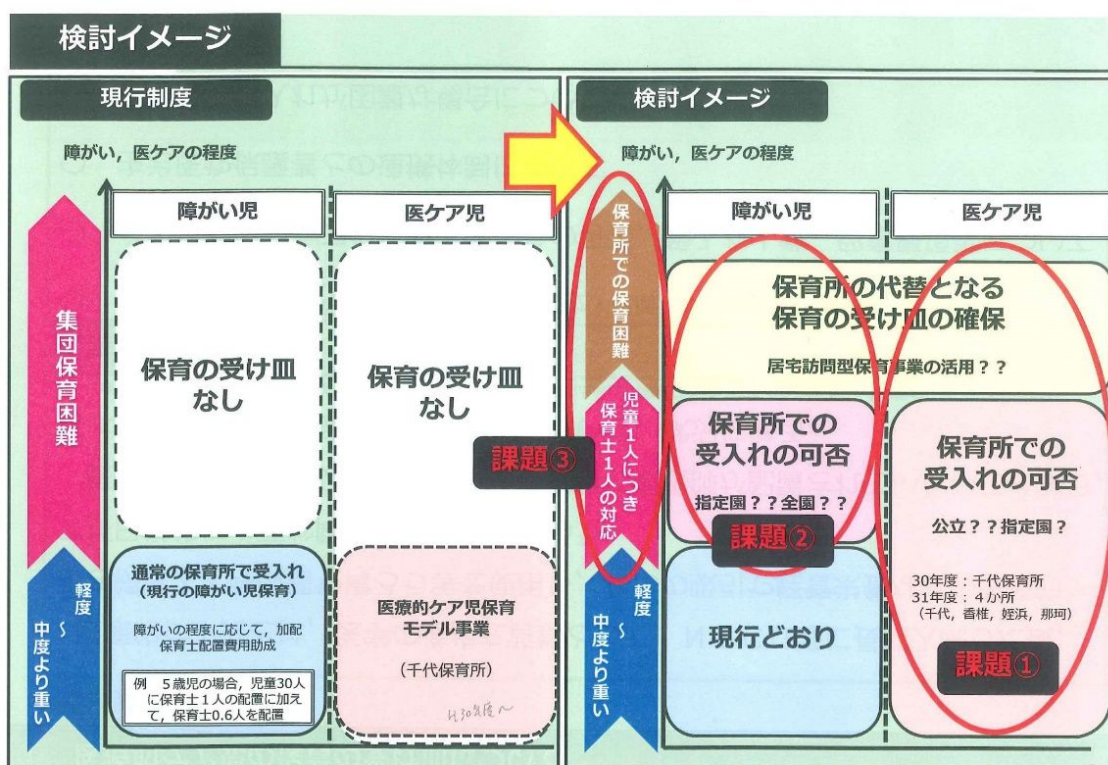 検討イメージ
現行制度
障がい，医ケアの程度
障がい児
医ケア児
集団保育困難
軽度～中度より重い
保育の受け皿
なし
保育の受け皿
なし
通常の保育所で受入れ
（現行の障がい児保育）
障がいの程度に応じて，加配
保育士配置費用助成
例　５歳児の場合，児童30人
に保育士１人の配置に加え
て，保育士0.6人を配置
医療的ケア児保育
モデル事業
（千代保育所）
H30年度～
検討イメージ
障がい，医ケアの程度
障がい児
医ケア児
保育所での保育困難
児童１人につき
保育士１人の対応
軽度～中度より重い
課題③
保育所の代替となる
保育の受け皿の確保
居宅訪問型保育事業の活用？？
保育所での
受入れの可否
指定園？？全園？？
課題②
現行どおり
保育所での
受入れの可否
公立？？指定園？
30年度：千代保育所
31年度：４か所
（千代，香椎，姪浜，那珂）
課題①